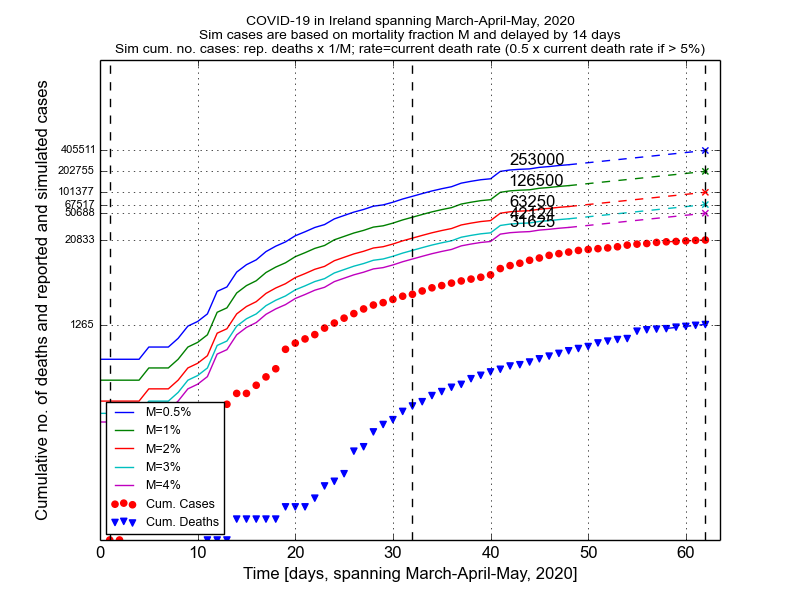 COVID-19 in Ireland spanning March-April-May, 2020
Sim cases are based on mortality fraction M and delayed by 14 days
Sim cum. no. cases: rep. deaths x 1/M; rate=current death rate (0.5 x current death rate if > 5%)
Cumulative no. of deaths and reported and simulated cases
405511
202755
101377
67517
50688
20833
1265
253000
126500
63250
42124
31625
M=0.5%
M=1%
M=2%
M=3%
M=4%
Cum. Cases
Cum. Deaths
0 10 20 30 40 50 60
Time [days, spanning March-April-May, 2020]